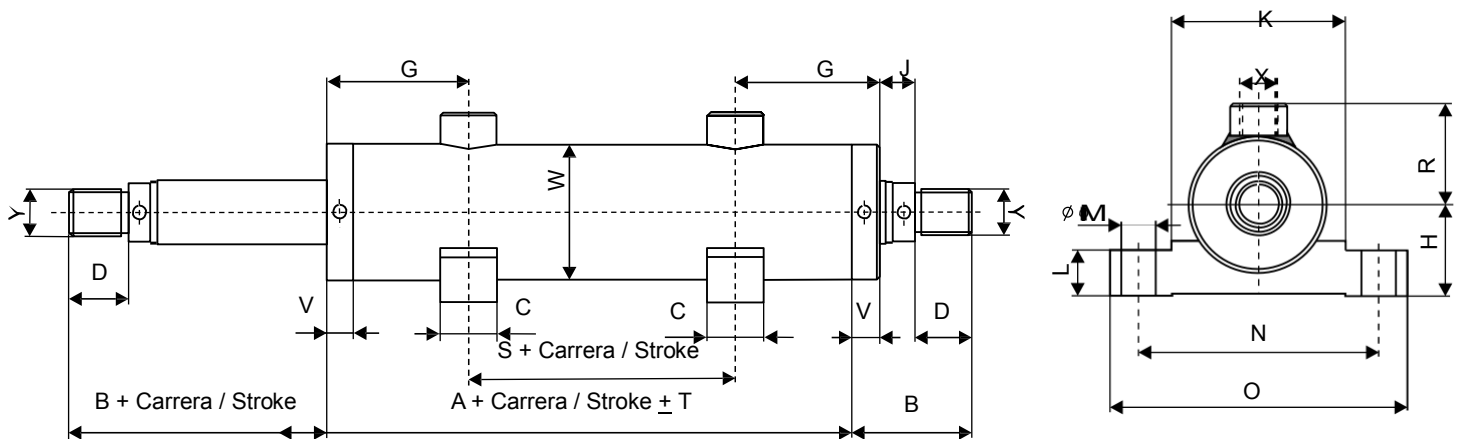 G
G
J
K
X
Y
W
Y
R
ϕ M
H
L
D
V
C
C
V
D
S + Carrera / Stroke
N
B + Carrera / Stroke
A + Carrera / Stroke ± T
B
O